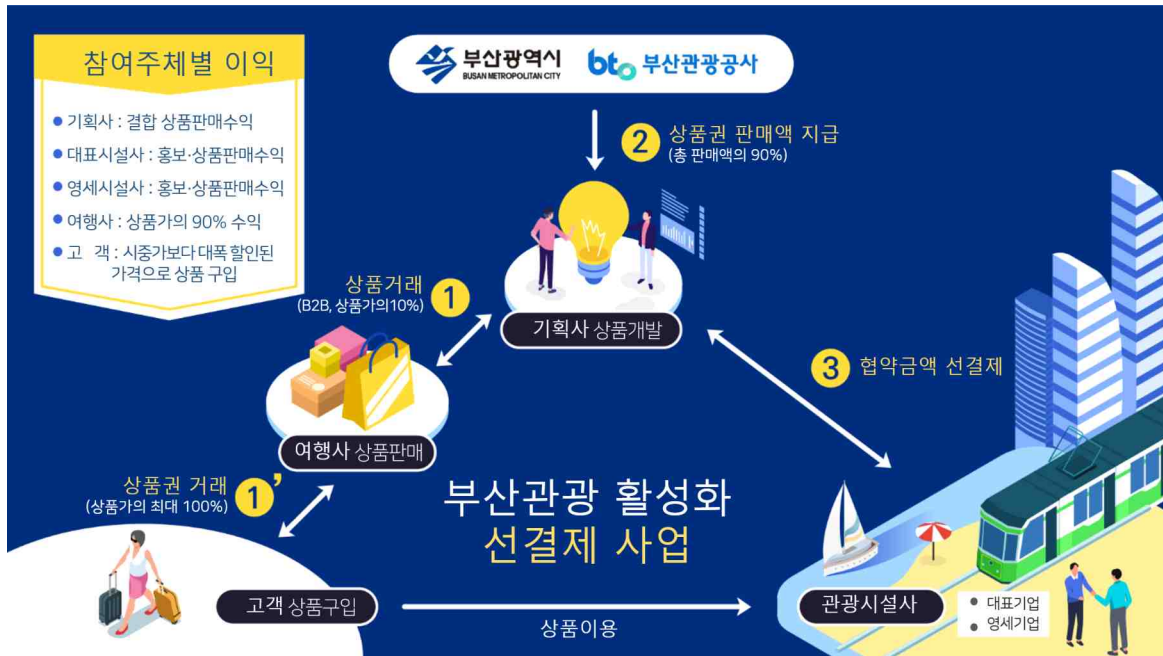 참여주체별 이익
● 기획사 : 결합 상품판매수익
● 대표시설사 : 홍보·상품판매수익
● 영세시설사 : 홍보·상품판매수익
● 여행사 : 상품가의 90% 수익
● 고 객 : 시중가보다 대폭 할인된
가격으로 상품 구입
부산광역시
BUSAN METROPOLITAN CITY
bto 부산관광공사
2 상품권 판매액 지급
(총 판매액의 90%)
기획사 상품개발
상품거래 1
(B2B, 상품가의10%)
3 협약금액 선결제
여행사 상품판매
상품권 거래 1’
(상품가의 최대 100%)
부산관광 활성화
선결제 사업
고객 상품구입
상품이용
관광시설사
● 대표기업
● 영세기업